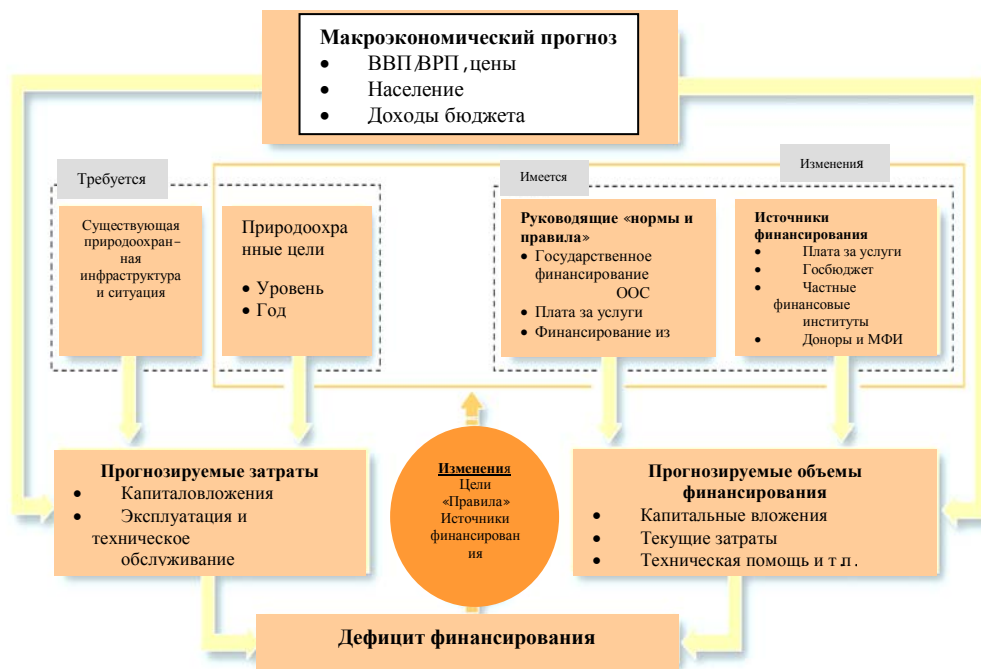 Макроэкономический прогноз
• ВВП/ВРП, цены
• Население
• Доходы бюджета
Требуется
Имеется
Изменения
Существующая
природоохран-
ная
инфраструктура
и ситуация
Природоохра
нные цели
• Уровень
• Год
Руководящие «нормы и
правила»
• Государственное
финансирование
ООС
• Плата за услуги
• Финансирование из
Источники
финансирования
• Плата за услуги
• Госбюджет
• Частные
финансовые
институты
• Доноры и МФИ
Прогнозируемые затраты
• Капиталовложения
• Эксплуатация и
техническое
обслуживание
Изменения
Цели
«Правила»
Источники
финансирован
ия
Прогнозируемые объемы
финансирования
• Капитальные вложения
• Текущие затраты
• Техническая помощь и т.п.
Дефицит финансирования